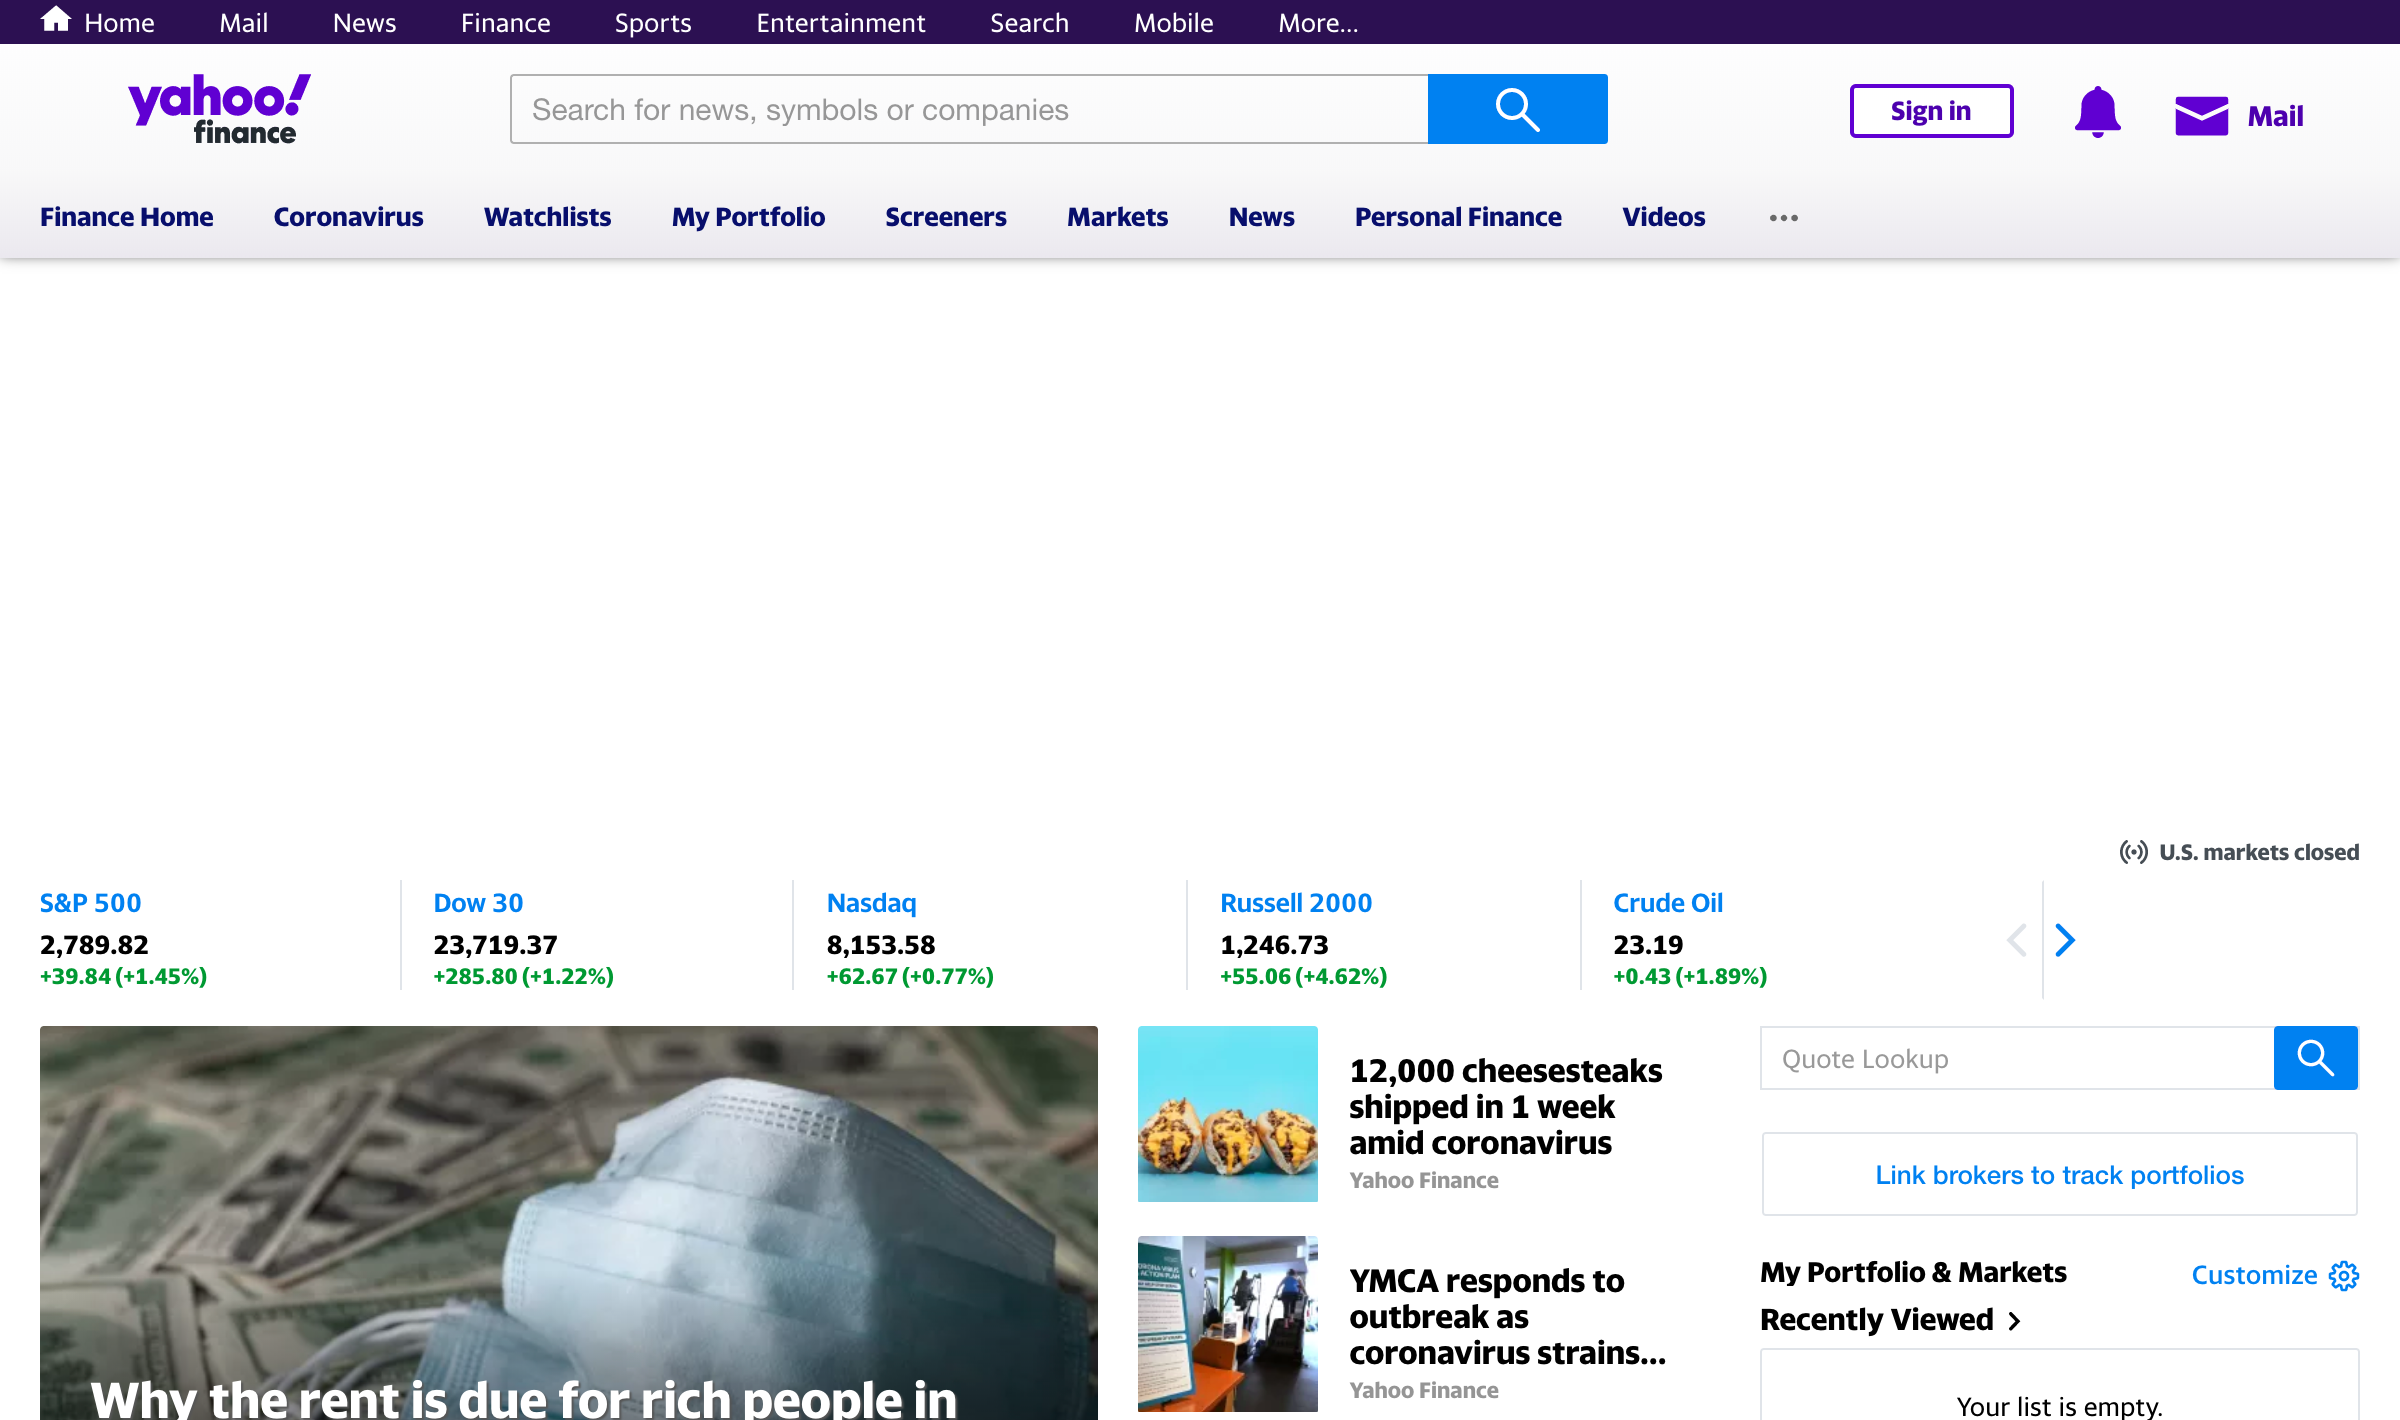 Home Mail News Finance Sports Entertainment Search Mobile More...
yahoo!
finance
Search for news, symbols or companies
Sign in
Mail
Finance Home Coronavirus Watchlists My Portfolio Screeners Markets News Personal Finance Videos
U.S. markets closed
S&P 500
2,789.82
+39.84 (+1.45%)
Dow 30
23,719.37
+285.80 (+1.22%)
Nasdaq
8,153.58
+62.67 (+0.77%)
Russell 2000
1,246.73
+55.06 (+4.62%)
Crude Oil
23.19
+0.43 (+1.89%)
Why the rent is due for rich people in
12,000 cheesesteaks
shipped in 1 week
amid coronavirus
Yahoo Finance
YMCA responds to
outbreak as
coronavirus strains...
Yahoo Finance
Quote Lookup
Link brokers to track portfolios
My Portfolio & Markets
Customize
Recently Viewed
Your list is empty.